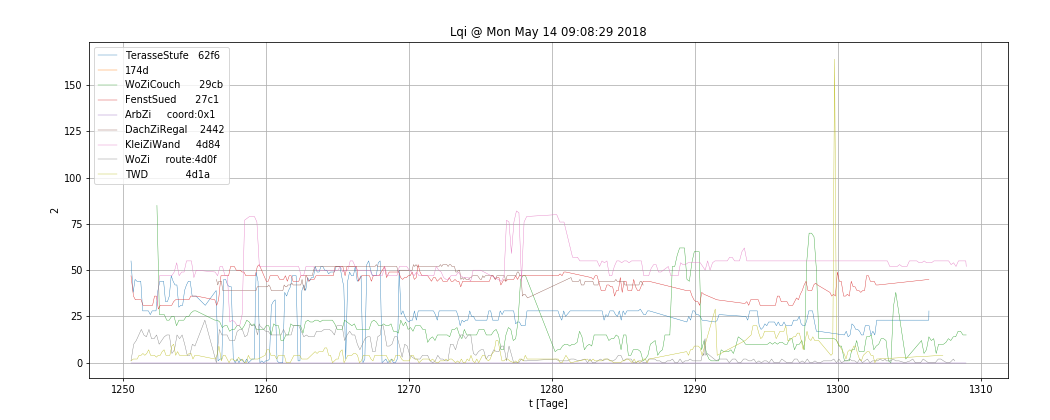 Lqi @ Mon May 14 09:08:29 2018
TerasseStufe 62f6
174d
WoZiCouch 29cb
FenstSued 27c1
ArbZi coord:0x1
DachZiRegal 2442
KleiZiWand 4d84
WoZi route:4d0f
TWD 4d1a
150
125
100
75
50
25
0
2
1250 1260 1270 1280 1290 1300 1310
t [Tage]